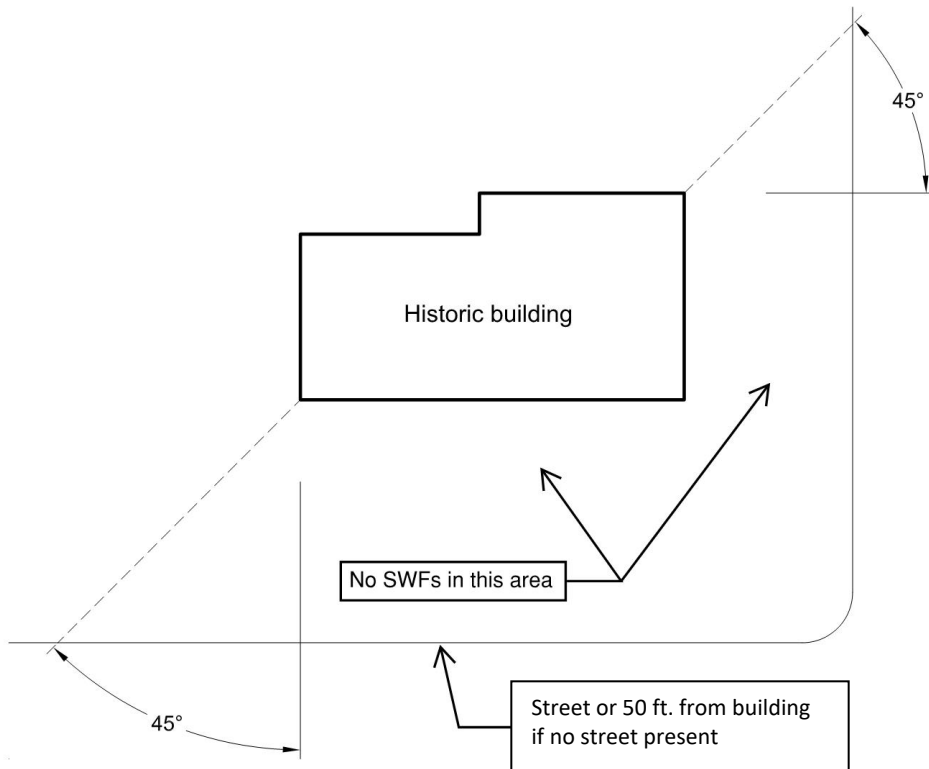 45°
Historic building
No SWFs in this area
45°
Street or 50 ft. from building
if no street present